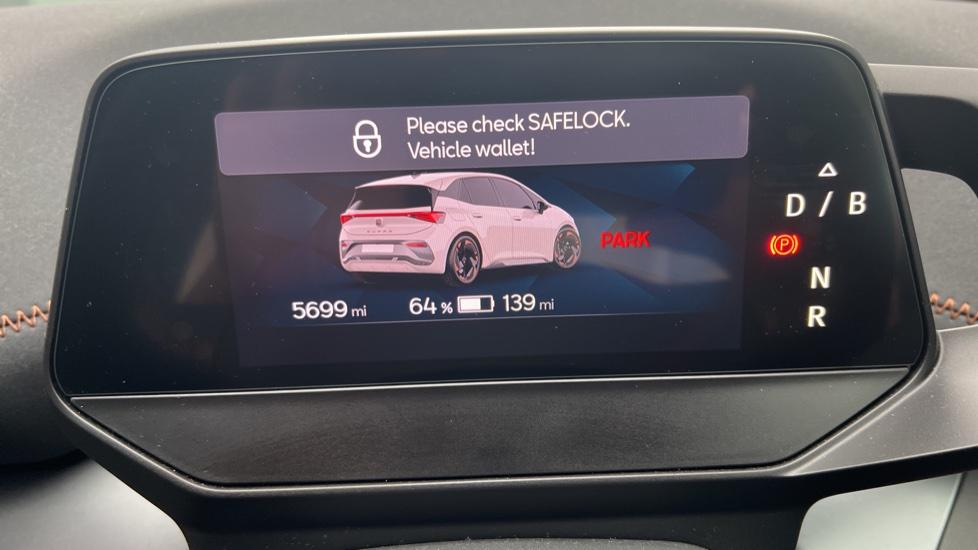 Please check SAFELOCK.
Vehicle wallet!
D / B
PARK
(P)
N
5699 mi 64 % 139 mi
R